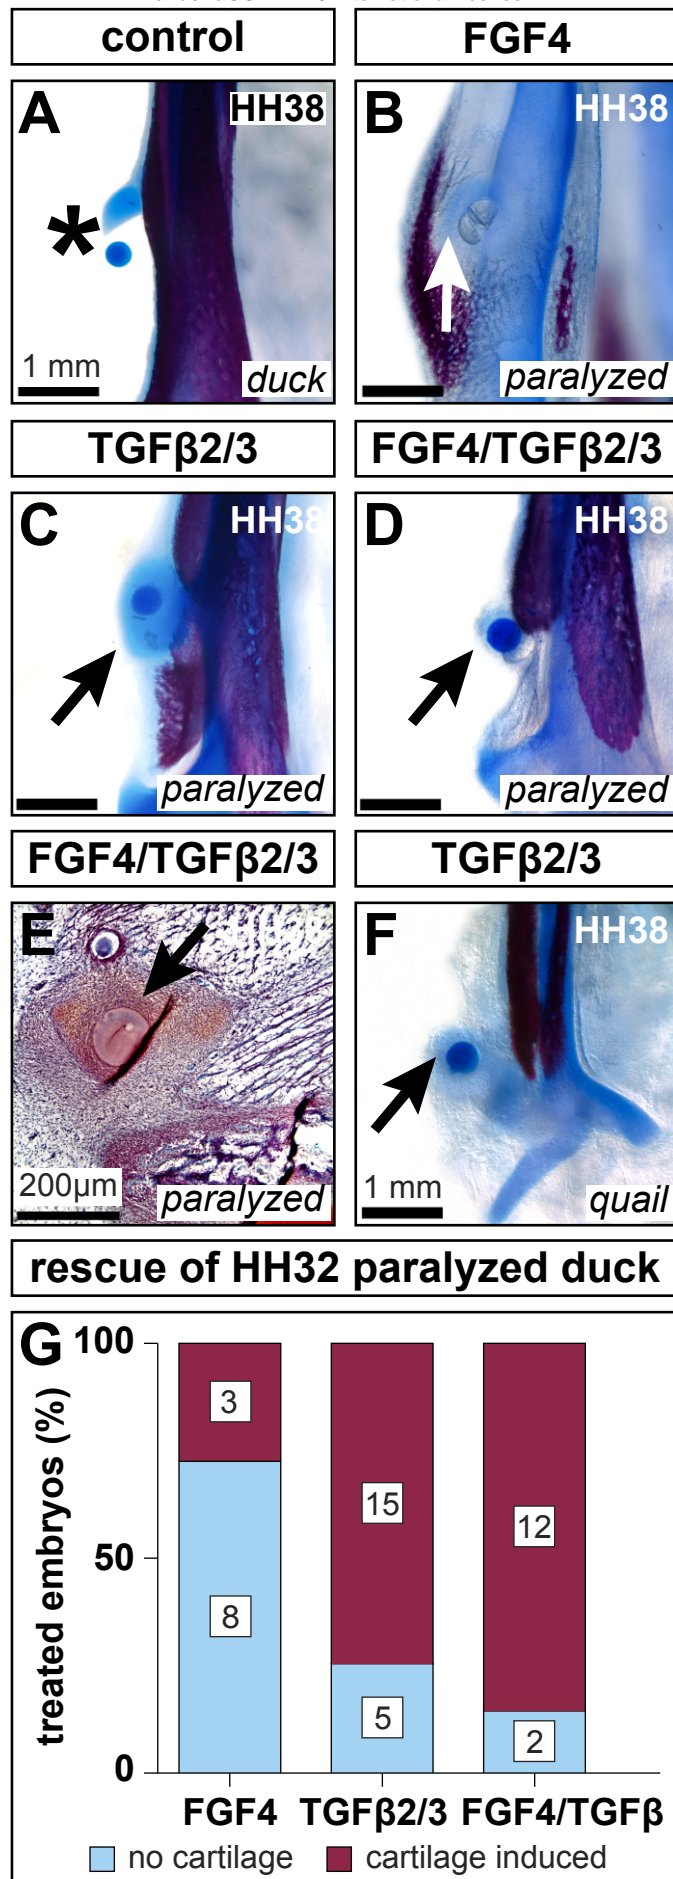 control
FGF4
A
HH38
*
1 mm
duck
B
HH38
paralyzed
TGFβ2/3
FGF4/TGFβ2/3
C
HH38
paralyzed
D
HH38
paralyzed
FGF4/TGFβ2/3
TGFβ2/3
E
HH38
200μm
paralyzed
F
HH38
1 mm
quail
rescue of HH32 paralyzed duck
G
treated embryos (%)
100
50
0
3
8
15
5
12
2
FGF4
TGFβ2/3
FGF4/TGFβ
no cartilage
cartilage induced